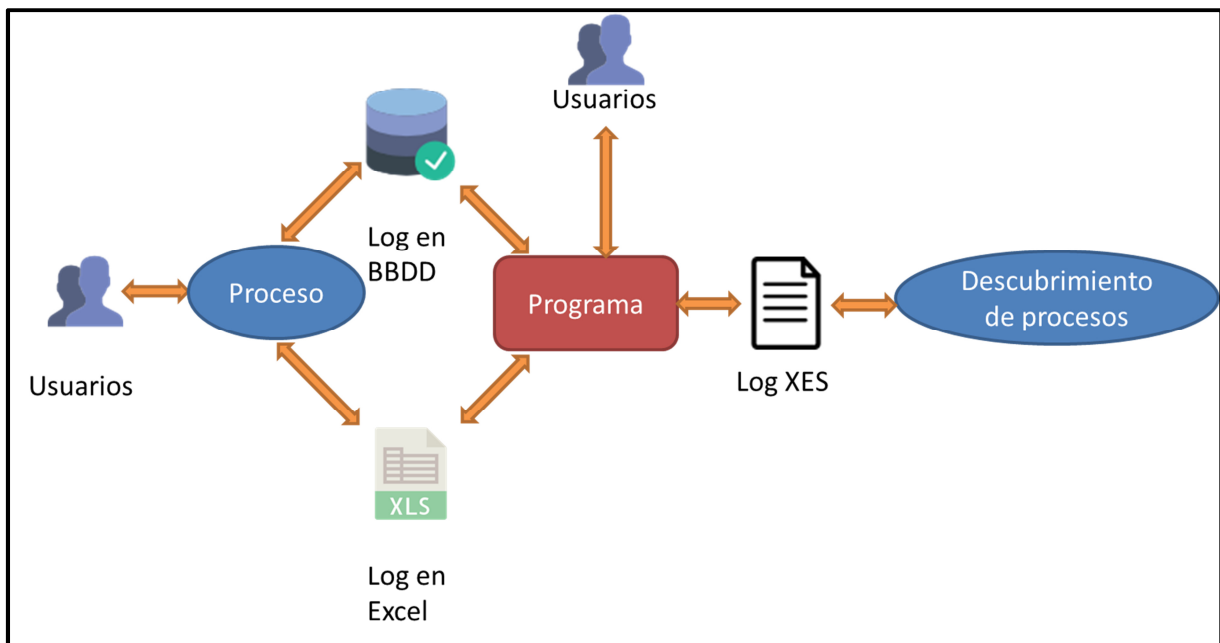 Usuarios
Log en
BBDD
Proceso
Programa
Descubrimiento
de procesos
Log XES
Usuarios
XLS
Log en
Excel